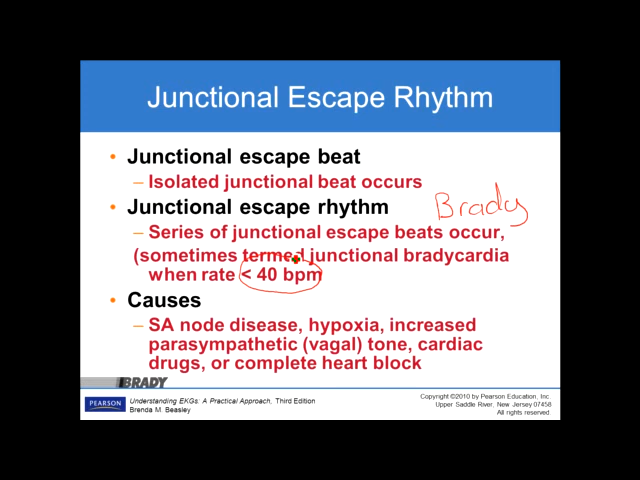 Junctional Escape Rhythm
• Junctional escape beat
– Isolated junctional beat occurs
• Junctional escape rhythm
Brady
– Series of junctional escape beats occur,
(sometimes termed junctional bradycardia
when rate < 40 bpm
• Causes
– SA node disease, hypoxia, increased
parasympathetic (vagal) tone, cardiac
drugs, or complete heart block
BRADY
PEARSON
Understanding EKGs: A Practical Approach, Third Edition
Brenda M. Beasley
Copyright ©2010 by Pearson Education, Inc.
Upper Saddle River, New Jersey 07458
All rights reserved.